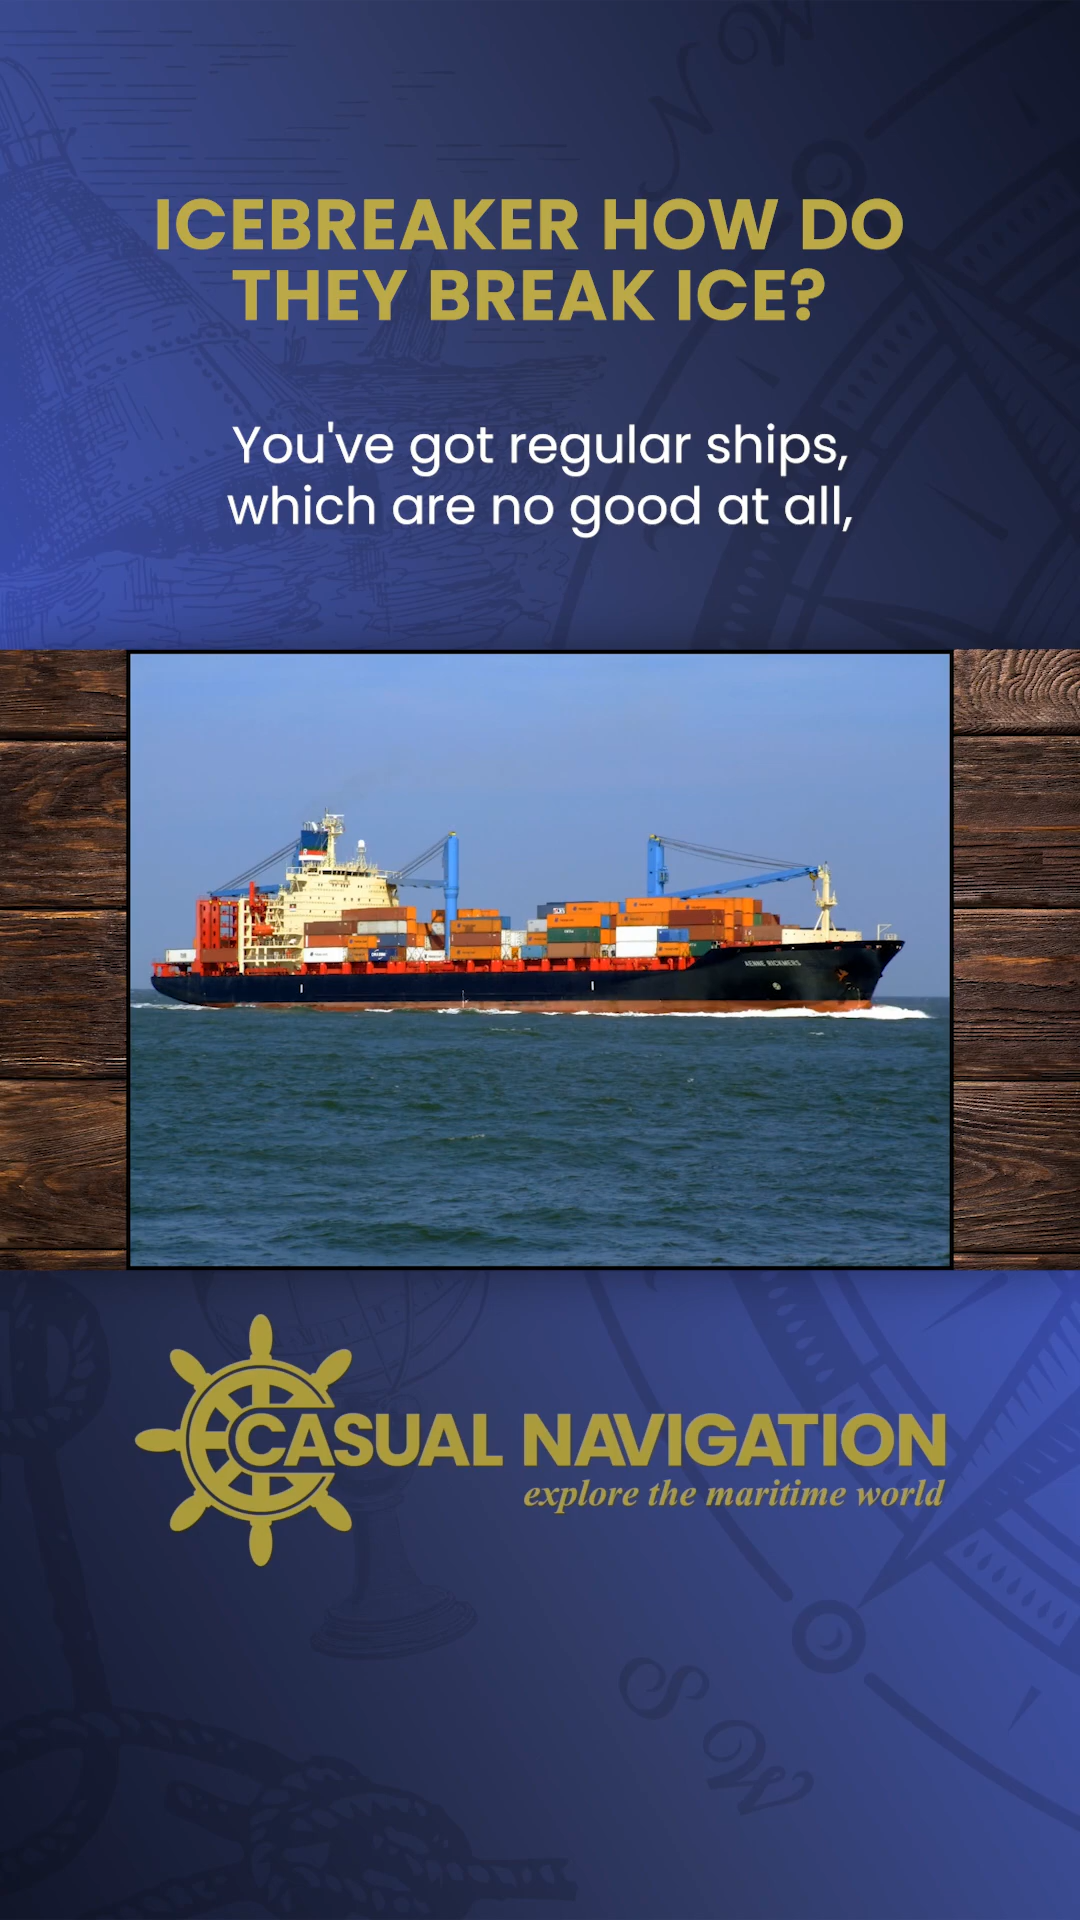 N W
ICEBREAKER HOW DO
THEY BREAK ICE?
You've got regular ships,
which are no good at all,
CASUAL NAVIGATION
explore the maritime world
S W